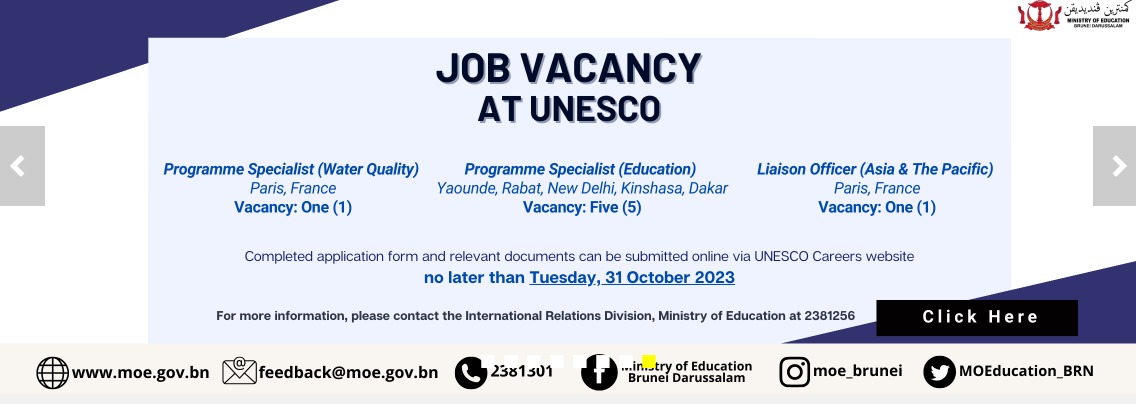 كمنترين ڤنديديقن
MINISTRY OF EDUCATION
BRUNEI DARUSSALAM
JOB VACANCY
AT UNESCO
Programme Specialist (Water Quality)
Paris, France
Vacancy: One (1)
Programme Specialist (Education)
Yaounde, Rabat, New Delhi, Kinshasa, Dakar
Vacancy: Five (5)
Liaison Officer (Asia & The Pacific)
Paris, France
Vacancy: One (1)
Completed application form and relevant documents can be submitted online via UNESCO Careers website
no later than Tuesday, 31 October 2023
For more information, please contact the International Relations Division, Ministry of Education at 2381256
Click Here
www.moe.gov.bn
feedback@moe.gov.bn
2381301
Ministry of Education
Brunei Darussalam
moe_brunei
MOEducation_BRN